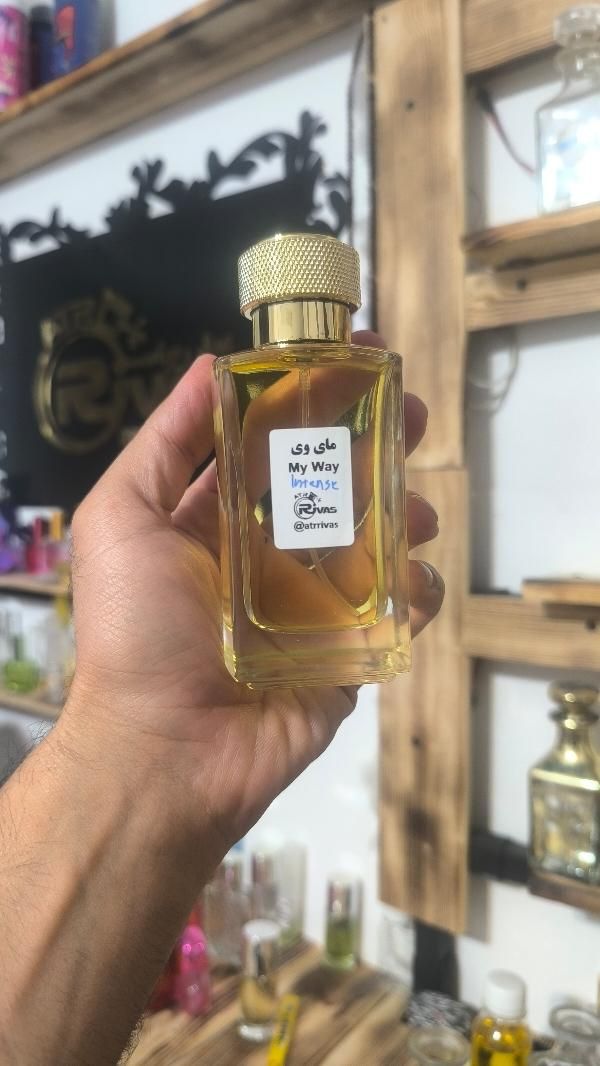 مای وی
My Way
Intense
RIVAS
@atrrivas